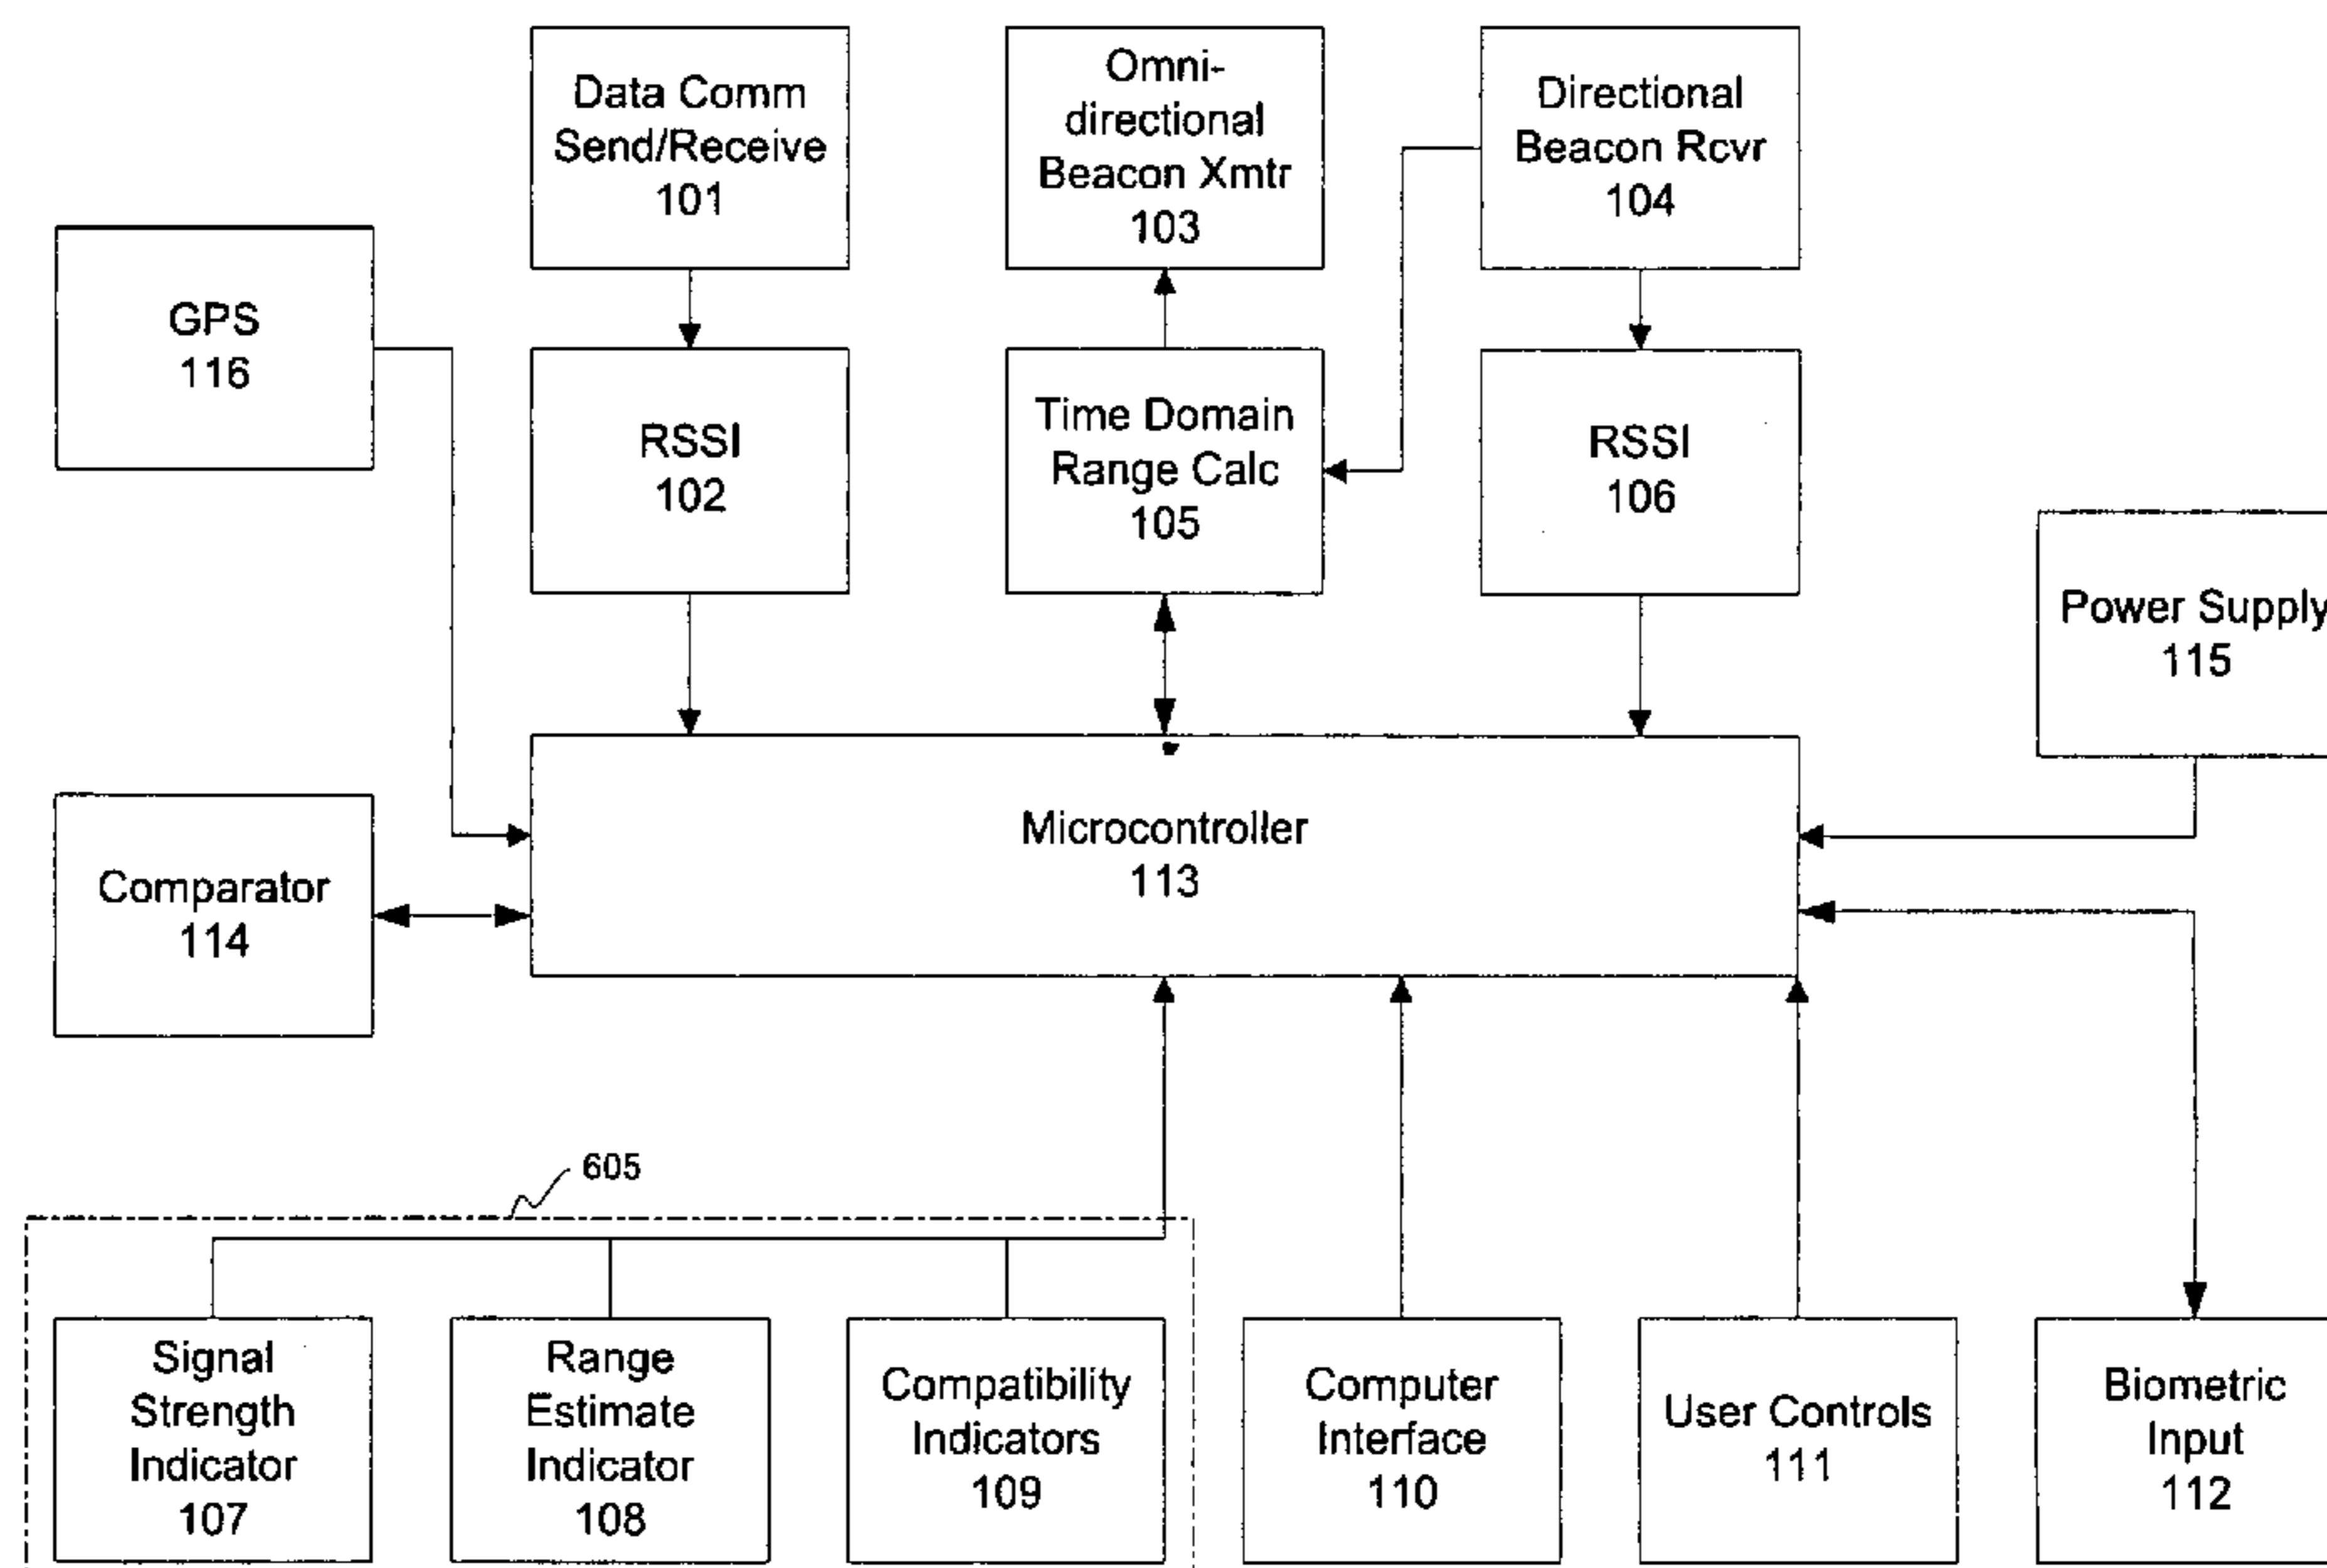 Data Comm
Send/Receive
101
Omni-
directional
Beacon Xmtr
103
Directional
Beacon Rcvr
104
GPS
116
RSSI
102
Time Domain
Range Calc
105
RSSI
106
Power Supply
115
Microcontroller
113
Comparator
114
605
Signal
Strength
Indicator
107
Range
Estimate
Indicator
108
Compatibility
Indicators
109
Computer
Interface
110
User Controls
111
Biometric
Input
112